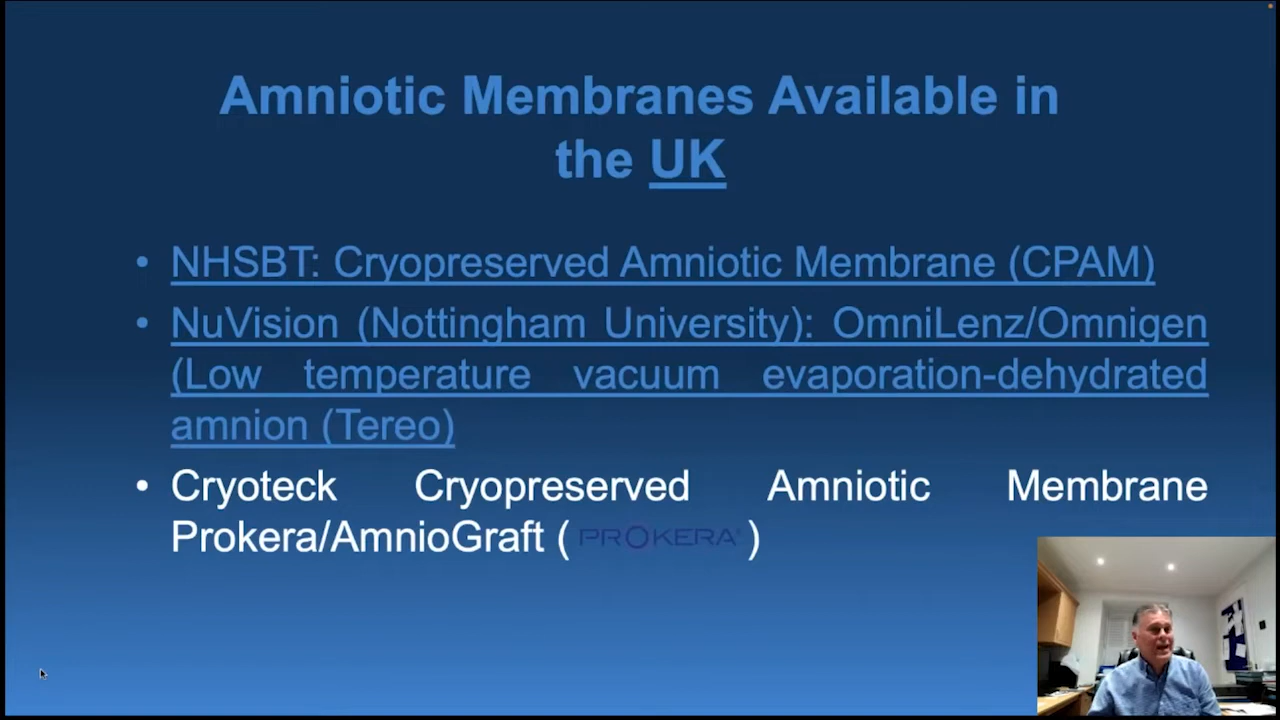 Amniotic Membranes Available in
the UK
• NHSBT: Cryopreserved Amniotic Membrane (CPAM)
• NuVision (Nottingham University): OmniLenz/Omnigen
(Low temperature vacuum evaporation-dehydrated
amnion (Tereo)
• Cryoteck Cryopreserved Amniotic Membrane
Prokera/AmnioGraft ( PROKERA® )